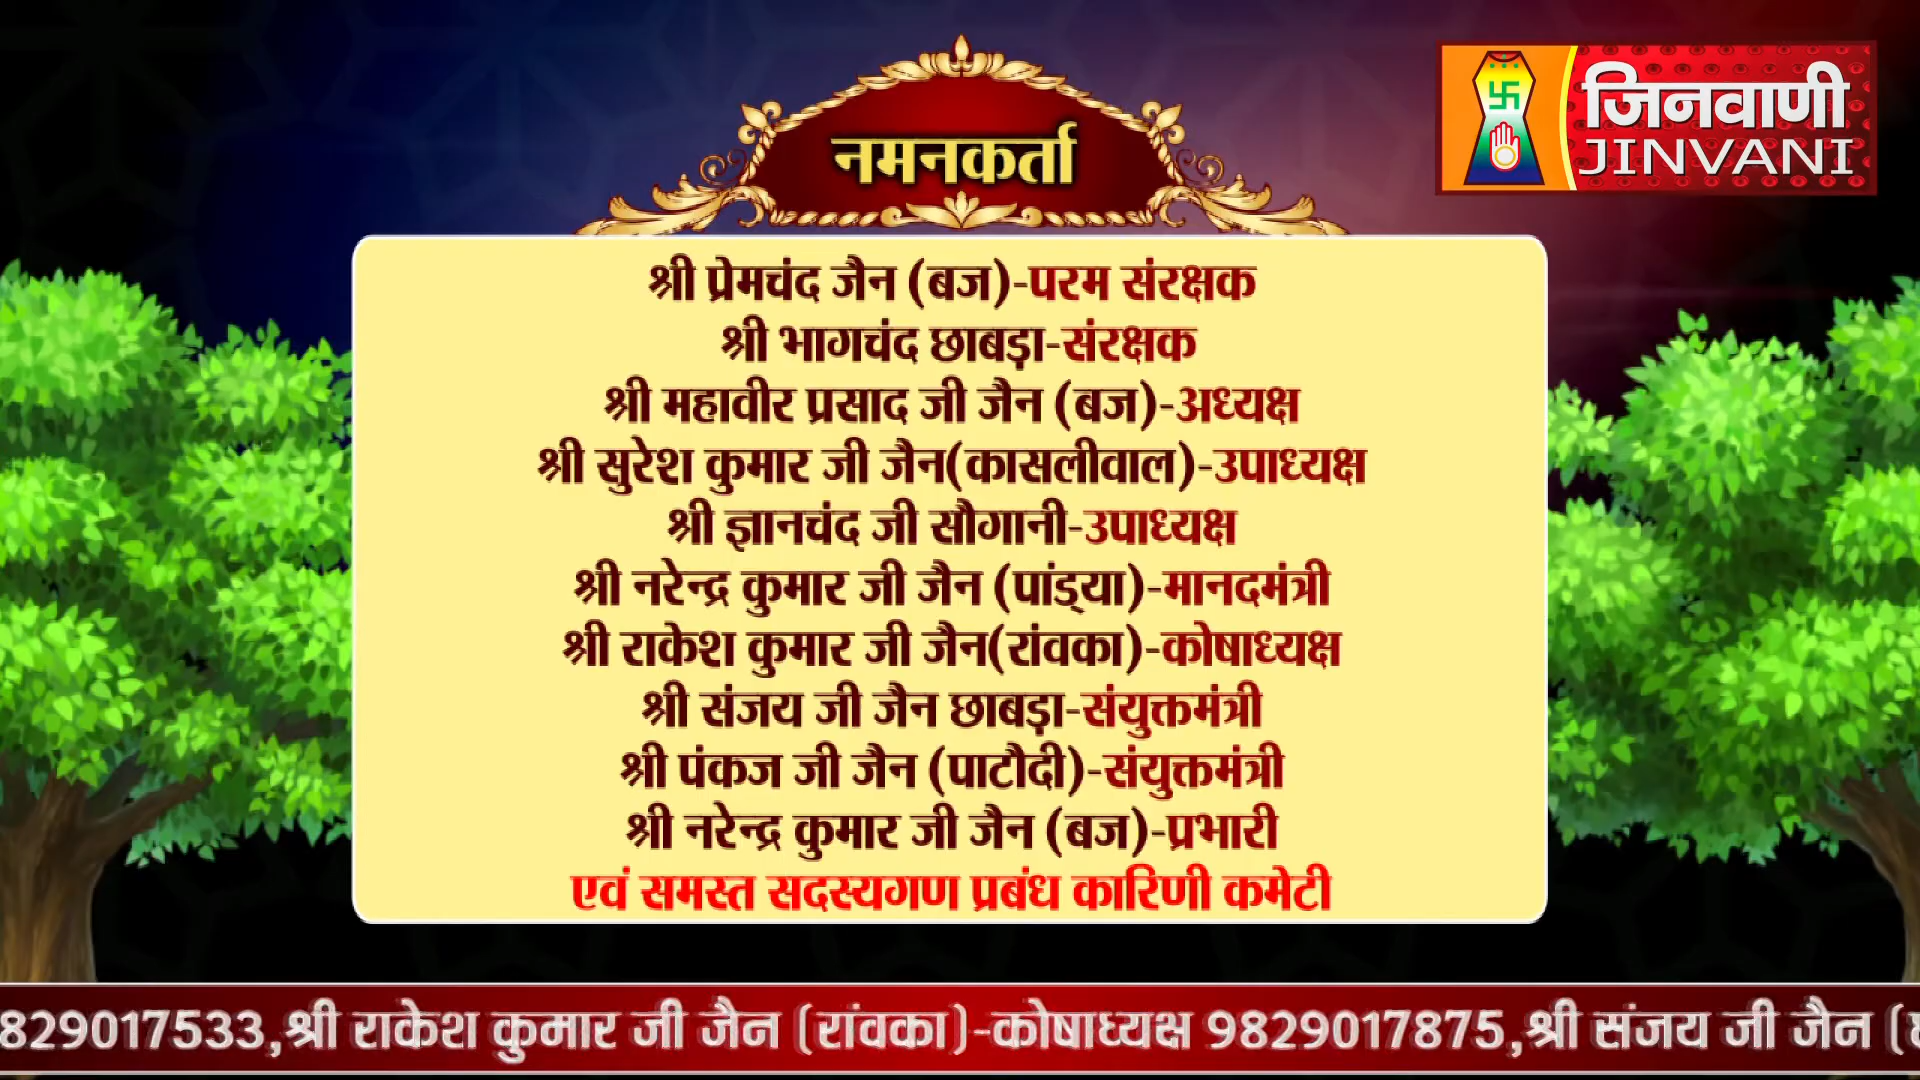 नमनकर्ता
जिनवाणी
JINVANI
श्री प्रेमचंद जैन (बज)-परम संरक्षक
श्री भागचंद छाबड़ा-संरक्षक
श्री महावीर प्रसाद जी जैन (बज)-अध्यक्ष
श्री सुरेश कुमार जी जैन(कासलीवाल)-उपाध्यक्ष
श्री ज्ञानचंद जी सौगानी-उपाध्यक्ष
श्री नरेन्द्र कुमार जी जैन (पांड्या)-मानदमंत्री
श्री राकेश कुमार जी जैन(रांवका)-कोषाध्यक्ष
श्री संजय जी जैन छाबड़ा-संयुक्तमंत्री
श्री पंकज जी जैन (पाटौदी)-संयुक्तमंत्री
श्री नरेन्द्र कुमार जी जैन (बज)-प्रभारी
एवं समस्त सदस्यगण प्रबंध कारिणी कमेटी
829017533,श्री राकेश कुमार जी जैन (रांवका)-कोषाध्यक्ष 9829017875,श्री संजय जी जैन (